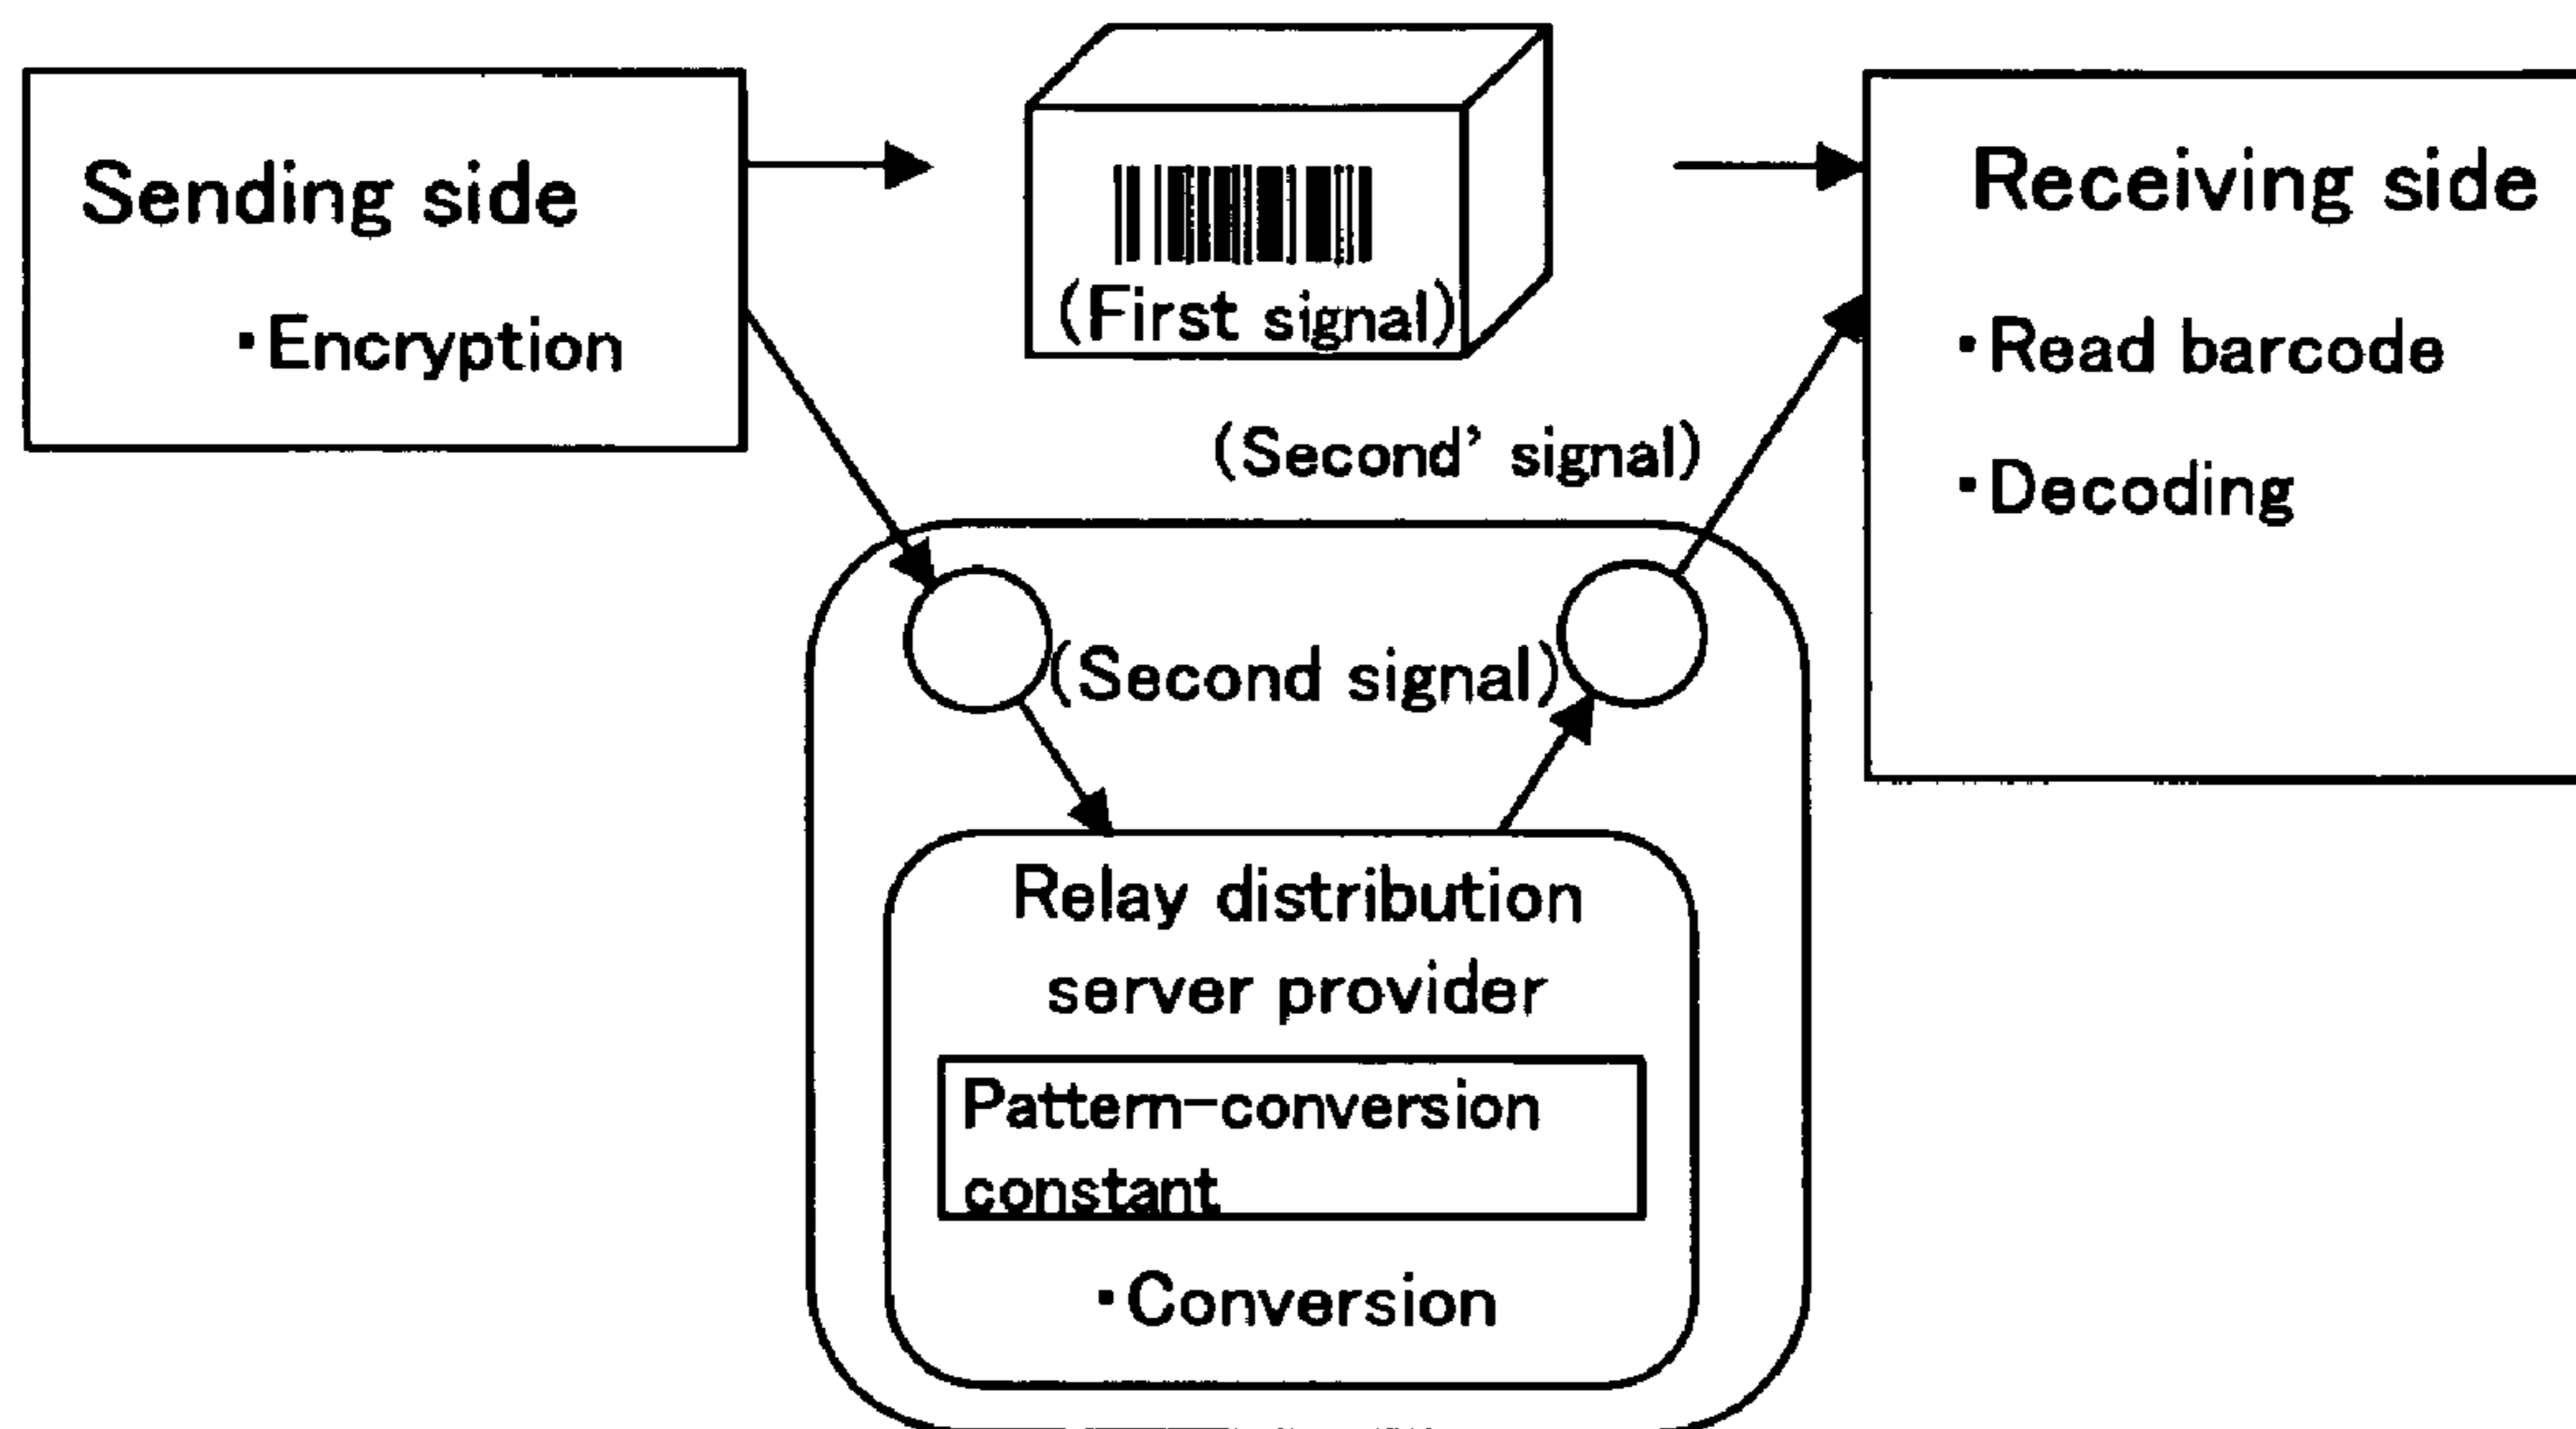 Sending side
・Encryption
(First signal)
Receiving side
・Read barcode
・Decoding
(Second' signal)
(Second signal)
Relay distribution
server provider
Pattern-conversion
constant
・Conversion